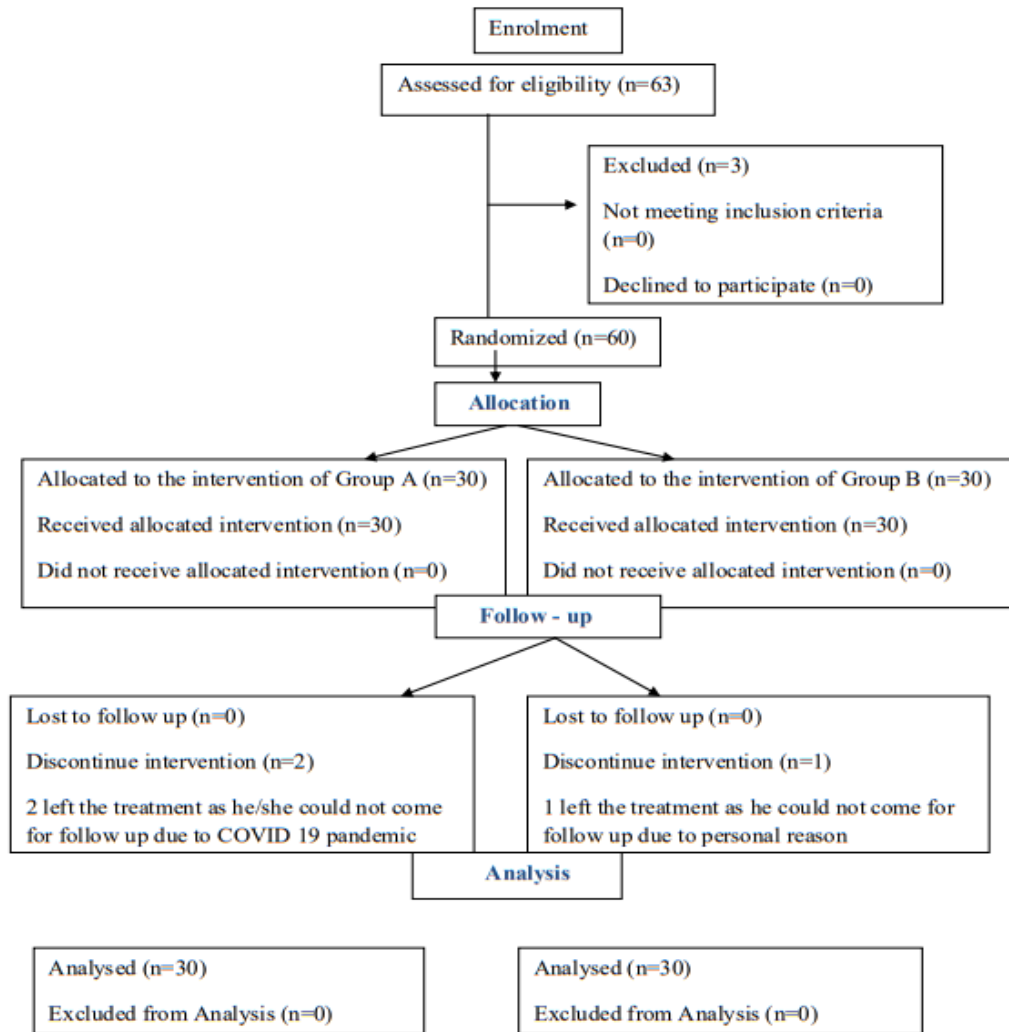 Enrolment
Assessed for eligibility (n=63)
Excluded (n=3)
Not meeting inclusion criteria
(n=0)
Declined to participate (n=0)
Randomized (n=60)
Allocation
Allocated to the intervention of Group A (n=30)
Received allocated intervention (n=30)
Did not receive allocated intervention (n=0)
Allocated to the intervention of Group B (n=30)
Received allocated intervention (n=30)
Did not receive allocated intervention (n=0)
Follow - up
Lost to follow up (n=0)
Discontinue intervention (n=2)
2 left the treatment as he/she could not come
for follow up due to COVID 19 pandemic
Lost to follow up (n=0)
Discontinue intervention (n=1)
1 left the treatment as he could not come for
follow up due to personal reason
Analysis
Analysed (n=30)
Excluded from Analysis (n=0)
Analysed (n=30)
Excluded from Analysis (n=0)